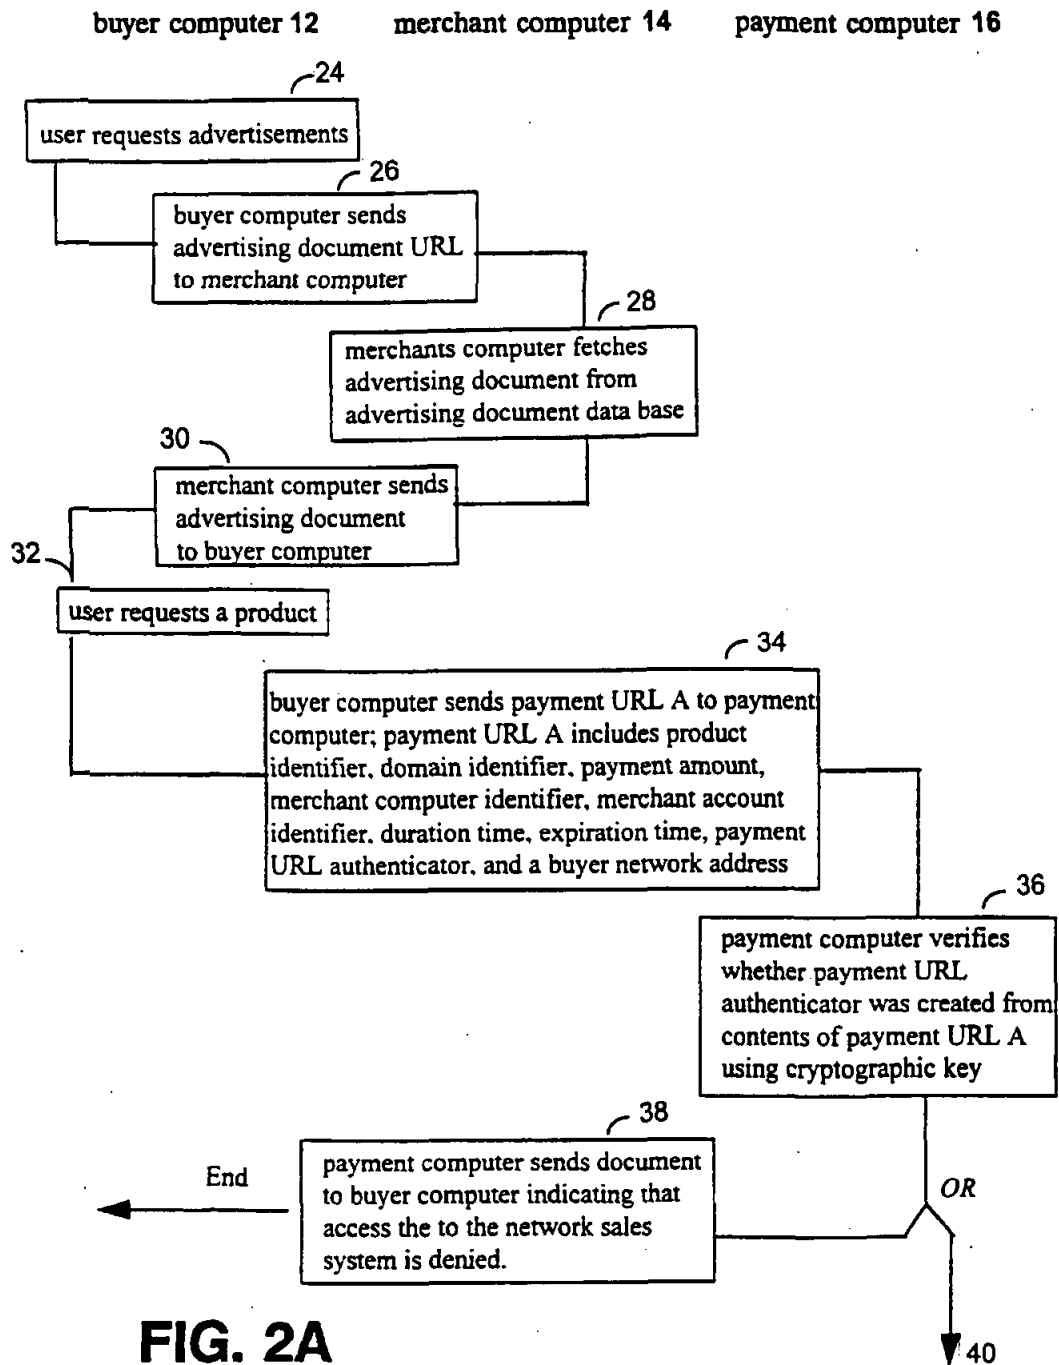 buyer computer 12 merchant computer 14 payment computer 16
24
user requests advertisements
26
buyer computer sends
advertising document URL
to merchant computer
28
merchants computer fetches
advertising document from
advertising document data base
30
merchant computer sends
advertising document
to buyer computer
32
user requests a product
34
buyer computer sends payment URL A to payment
computer; payment URL A includes product
identifier, domain identifier, payment amount,
merchant computer identifier, merchant account
identifier, duration time, expiration time, payment
URL authenticator, and a buyer network address
36
payment computer verifies
whether payment URL
authenticator was created from
contents of payment URL A
using cryptographic key
38
payment computer sends document
to buyer computer indicating that
access the to the network sales
system is denied.
End
OR
40
FIG. 2A